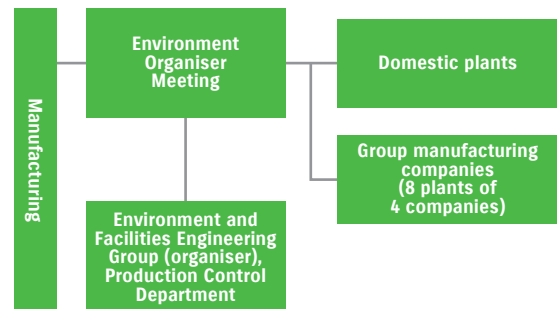 Manufacturing
Environment
Organiser
Meeting
Domestic plants
Group manufacturing
companies
(8 plants of
4 companies)
Environment and
Facilities Engineering
Group (organiser),
Production Control
Department